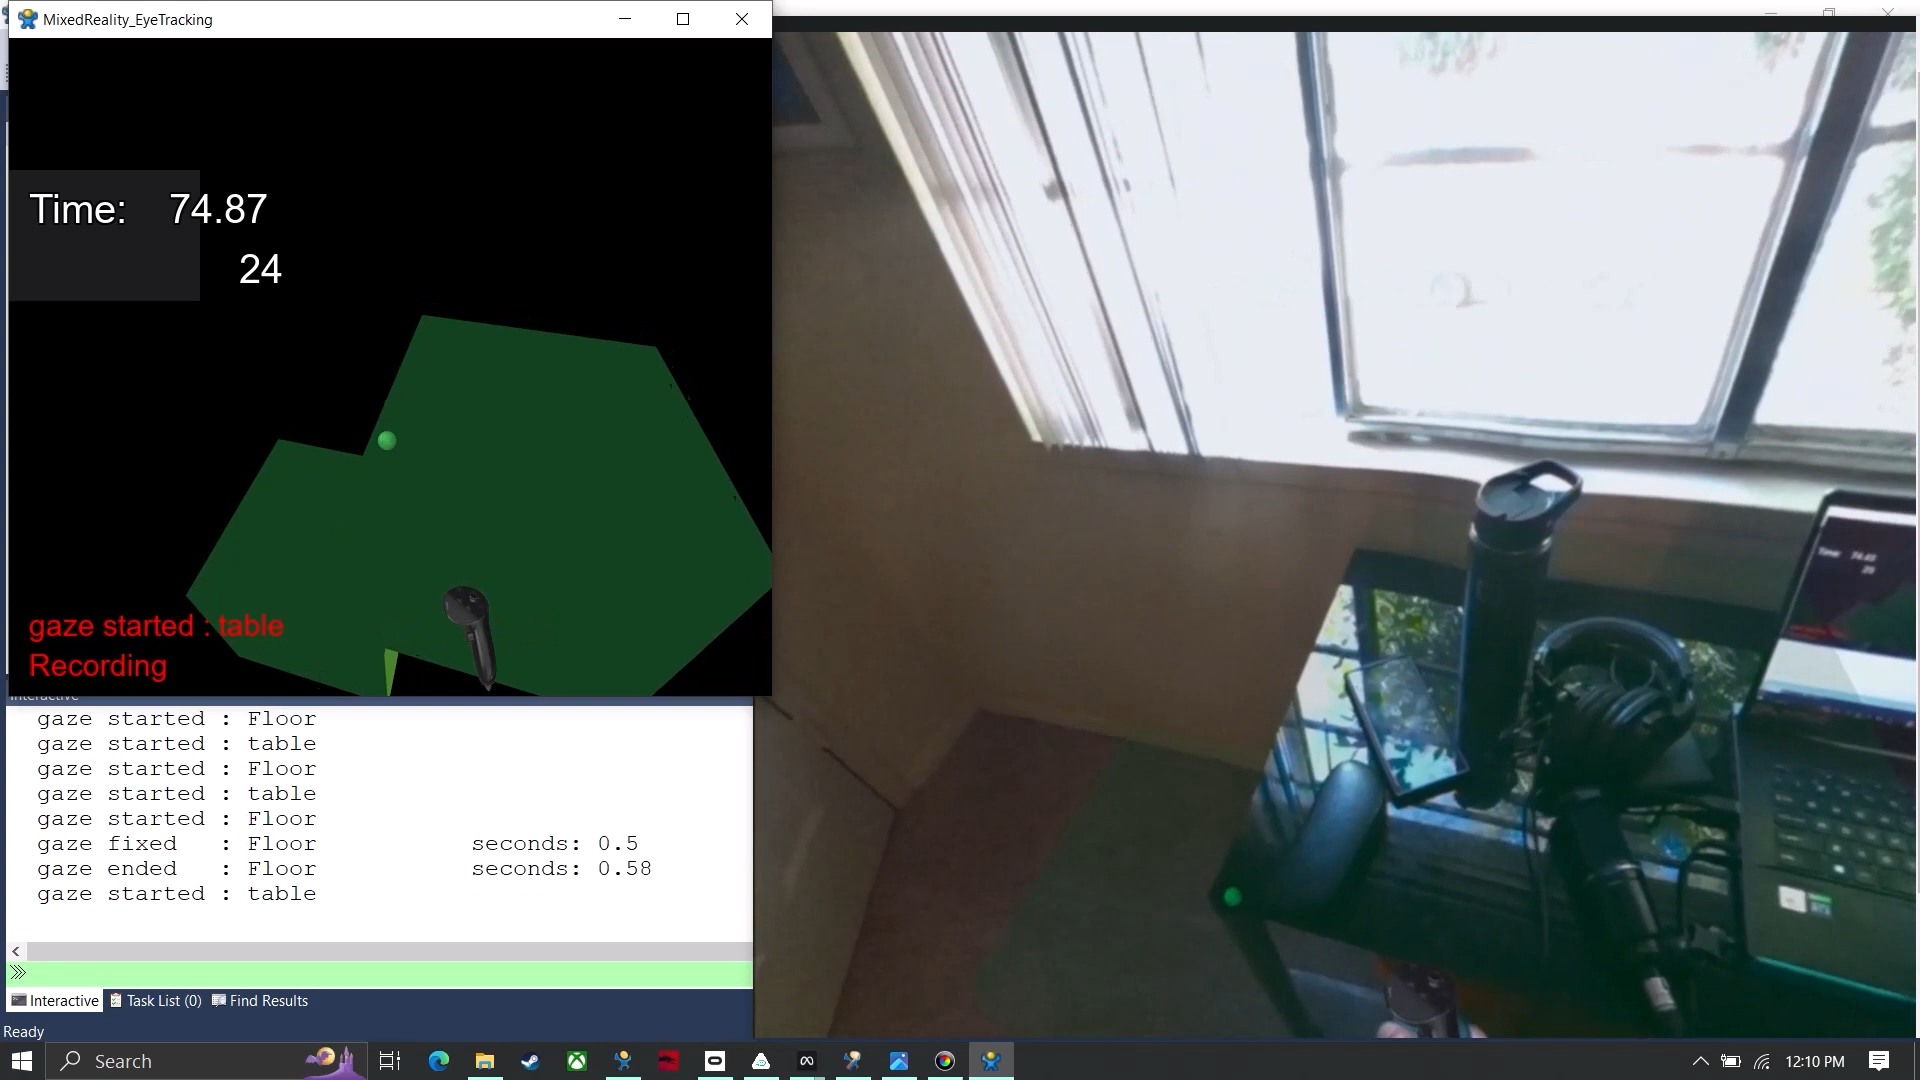 MixedReality_EyeTracking
Time: 74.87
24
gaze started : table
Recording
Interactive
gaze started : Floor
gaze started : table
gaze started : Floor
gaze started : table
gaze started : Floor
gaze fixed : Floor seconds: 0.5
gaze ended : Floor seconds: 0.58
gaze started : table
Interactive Task List (0) Find Results
Ready
Search
12:10 PM